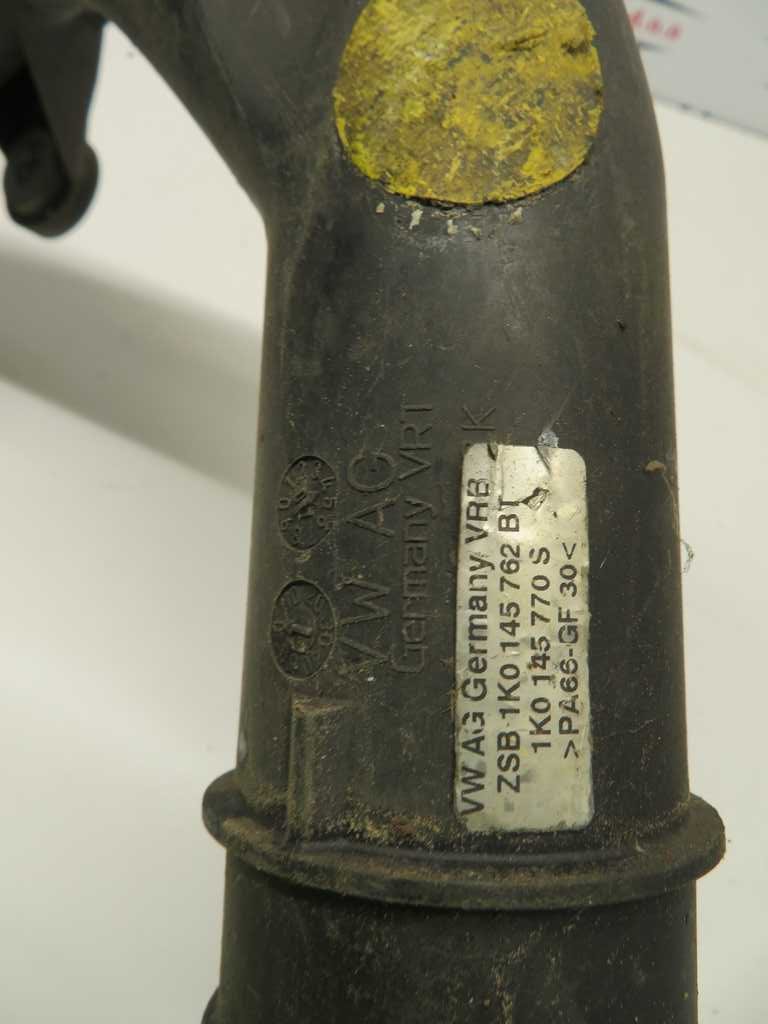 VW AG
Germany VRT
VW AG Germany VRB
ZSB 1K0 145 762 BT
1K0 145 770 S
>PA66-GF 30<
K
d.o.o